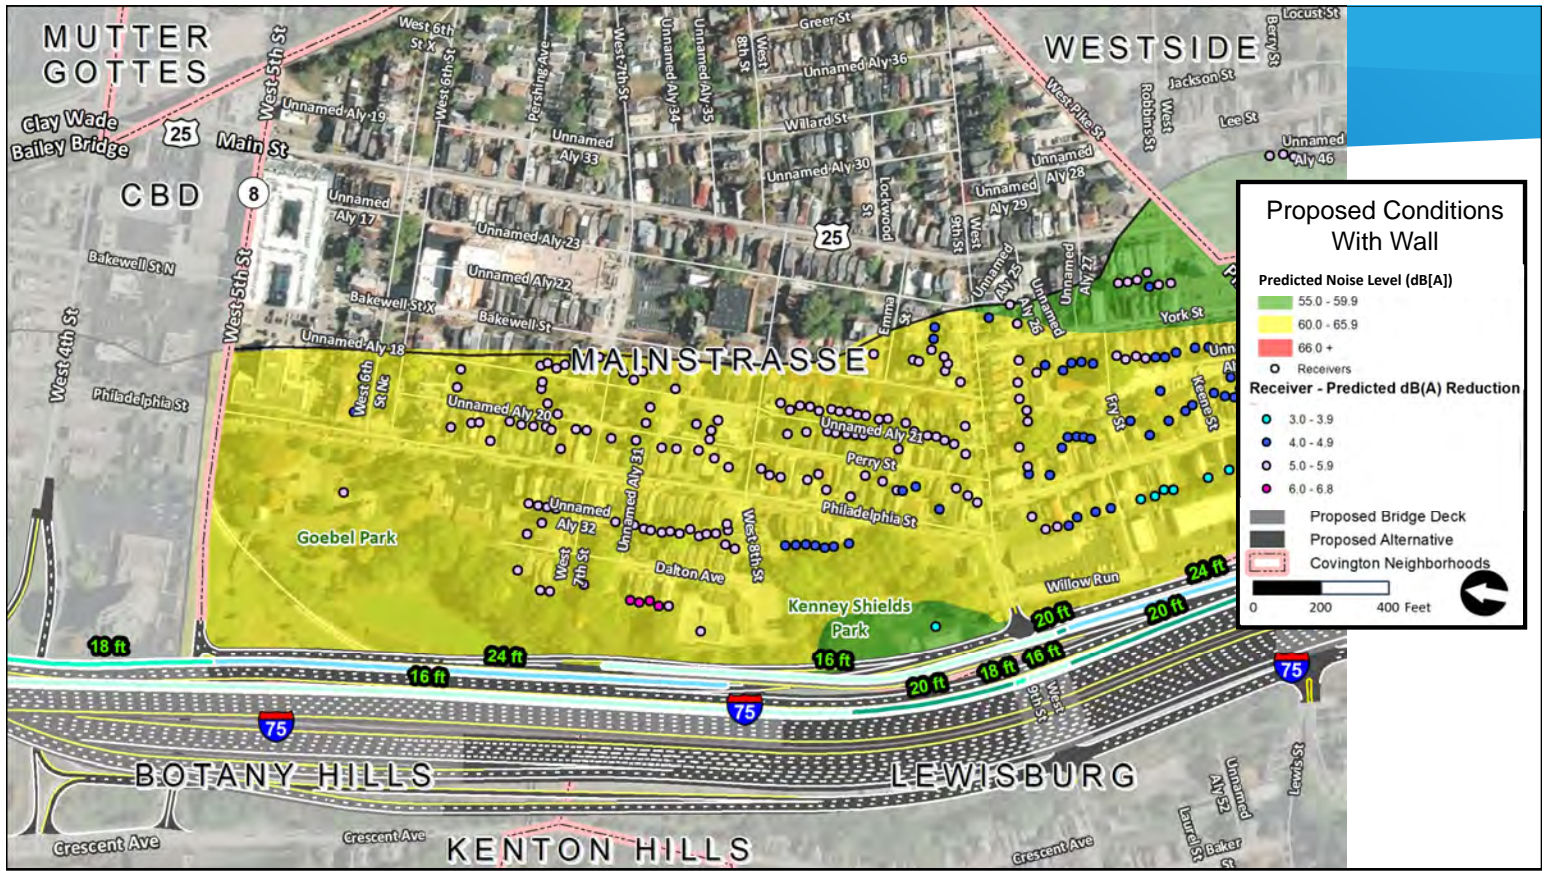 MUTTER
GOTTES
WESTSIDE
Locust St
Berry St
Greer St
West 6th
St X
West 6th St
Pershing Ave
West 7th St
Unnamed Aly 34
Unnamed Aly 35
West
8th St
Unnamed Aly 36
Jackson St
West
Robbins St
Lee St
Unnamed
Aly 46
West 5th St
Clay Wade
Bailey Bridge
25
Main St
Unnamed Aly 19
Unnamed
Aly 33
Willard St
West Pike St
Unnamed Aly 30
Unnamed
Aly 28
CBD
8
Unnamed
Aly 17
Lockwood
St
Unnamed
Aly 29
25
Unnamed Aly 23
West
9th St
Unnamed
Aly 25
Unnamed
Aly 27
Bakewell St N
Unnamed Aly 22
Bakewell St X
Bakewell St
Emma
St
Unnamed
Aly 26
York St
West 5th St
West 4th St
Unnamed Aly 18
MAINSTRASSE
West 6th
St Nc
Philadelphia St
Unnamed Aly 20
Unnamed Aly 21
Fry St
Keene St
Perry St
Unnamed Aly 31
Philadelphia St
Unnamed
Aly 32
Goebel Park
West
7th St
West 8th St
Dalton Ave
Willow Run
Kenney Shields
Park
18 ft
24 ft
16 ft
16 ft
20 ft
18 ft
16 ft
20 ft
20 ft
24 ft
West
9th St
75
75
75
BOTANY HILLS
LEWISBURG
Lewis St
Unnamed
Aly 52
Laurel St
Baker
St
Crescent Ave
Crescent Ave
KENTON HILLS
Crescent Ave
Proposed Conditions
With Wall
Predicted Noise Level (dB[A])
55.0 - 59.9
60.0 - 65.9
66.0 +
Receivers
Receiver - Predicted dB(A) Reduction
3.0 - 3.9
4.0 - 4.9
5.0 - 5.9
6.0 - 6.8
Proposed Bridge Deck
Proposed Alternative
Covington Neighborhoods
0 200 400 Feet